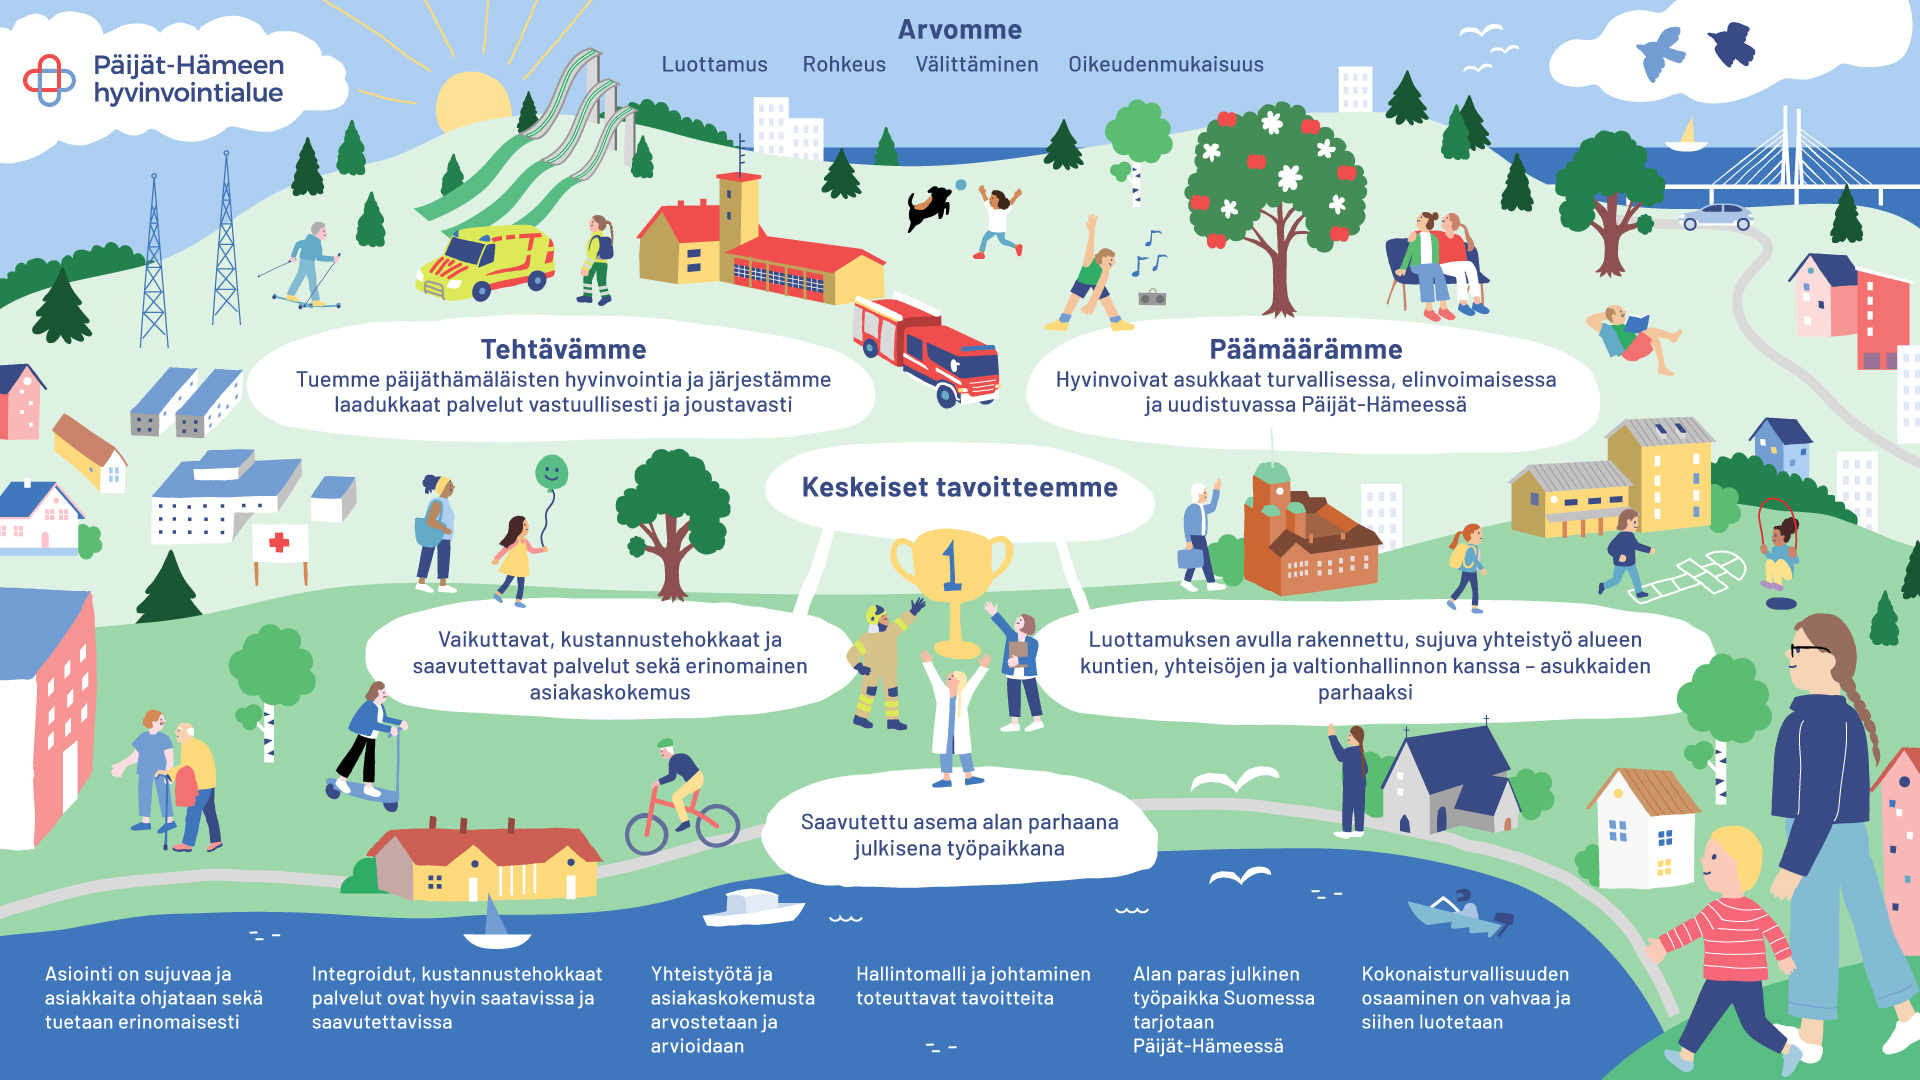 Päijät-Hämeen
hyvinvointialue
Arvomme
Luottamus Rohkeus Välittäminen Oikeudenmukaisuus
Tehtävämme
Tuemme päijäthämäläisten hyvinvointia ja järjestämme
laadukkaat palvelut vastuullisesti ja joustavasti
Päämäärämme
Hyvinvoivat asukkaat turvallisessa, elinvoimaisessa
ja uudistuvassa Päijät-Hämeessä
Keskeiset tavoitteemme
1
Vaikuttavat, kustannustehokkaat ja
saavutettavat palvelut sekä erinomainen
asiakaskokemus
Luottamuksen avulla rakennettu, sujuva yhteistyö alueen
kuntien, yhteisöjen ja valtionhallinnon kanssa – asukkaiden
parhaaksi
Saavutettu asema alan parhaana
julkisena työpaikkana
Asiointi on sujuvaa ja
asiakkaita ohjataan sekä
tuetaan erinomaisesti
Integroidut, kustannustehokkaat
palvelut ovat hyvin saatavissa ja
saavutettavissa
Yhteistyötä ja
asiakaskokemusta
arvostetaan ja
arvioidaan
Hallintomalli ja johtaminen
toteuttavat tavoitteita
Alan paras julkinen
työpaikka Suomessa
tarjotaan
Päijät-Hämeessä
Kokonaisturvallisuuden
osaaminen on vahvaa ja
siihen luotetaan